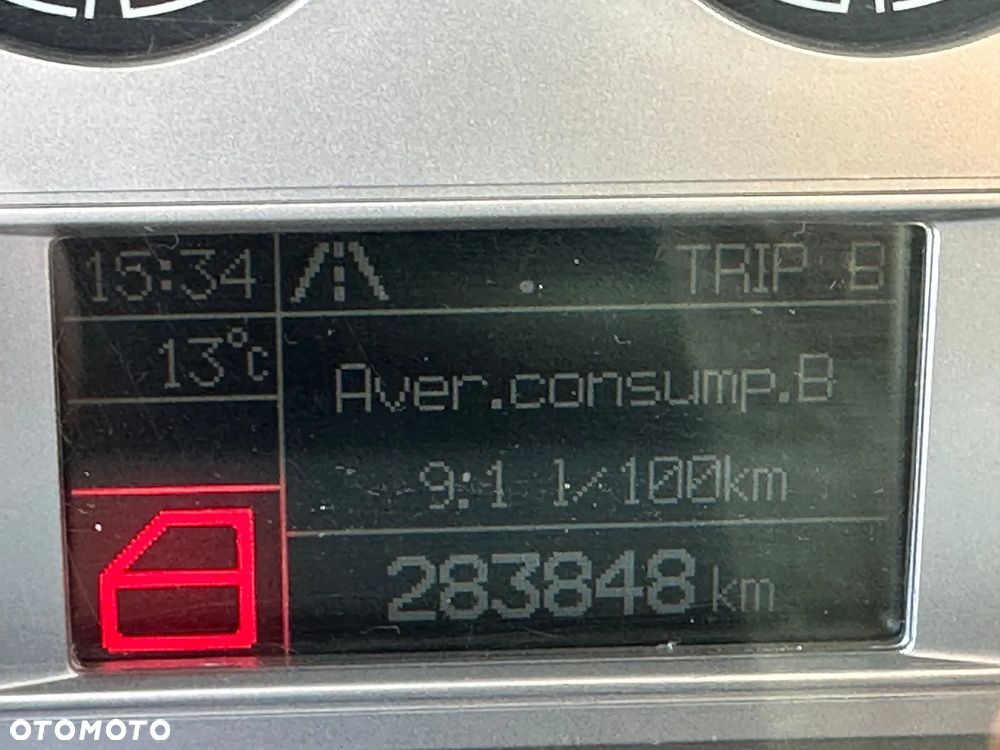 15:34
TRIP B
13°C
Aver.consump.B
9:1 l/100km
283848 km
OTOMOTO